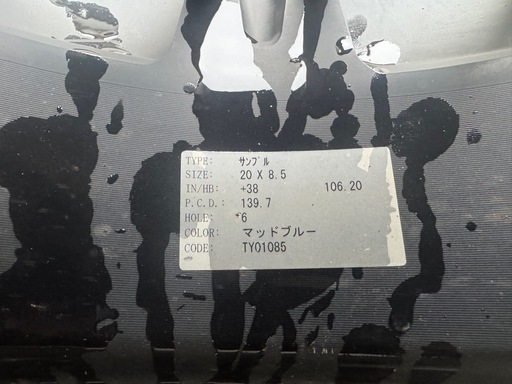 TYPE: サンプル
SIZE: 20 X 8.5
IN/HB: +38 106.20
P.C.D.: 139.7
HOLE: 6
COLOR: マッドブルー
CODE: TY01085